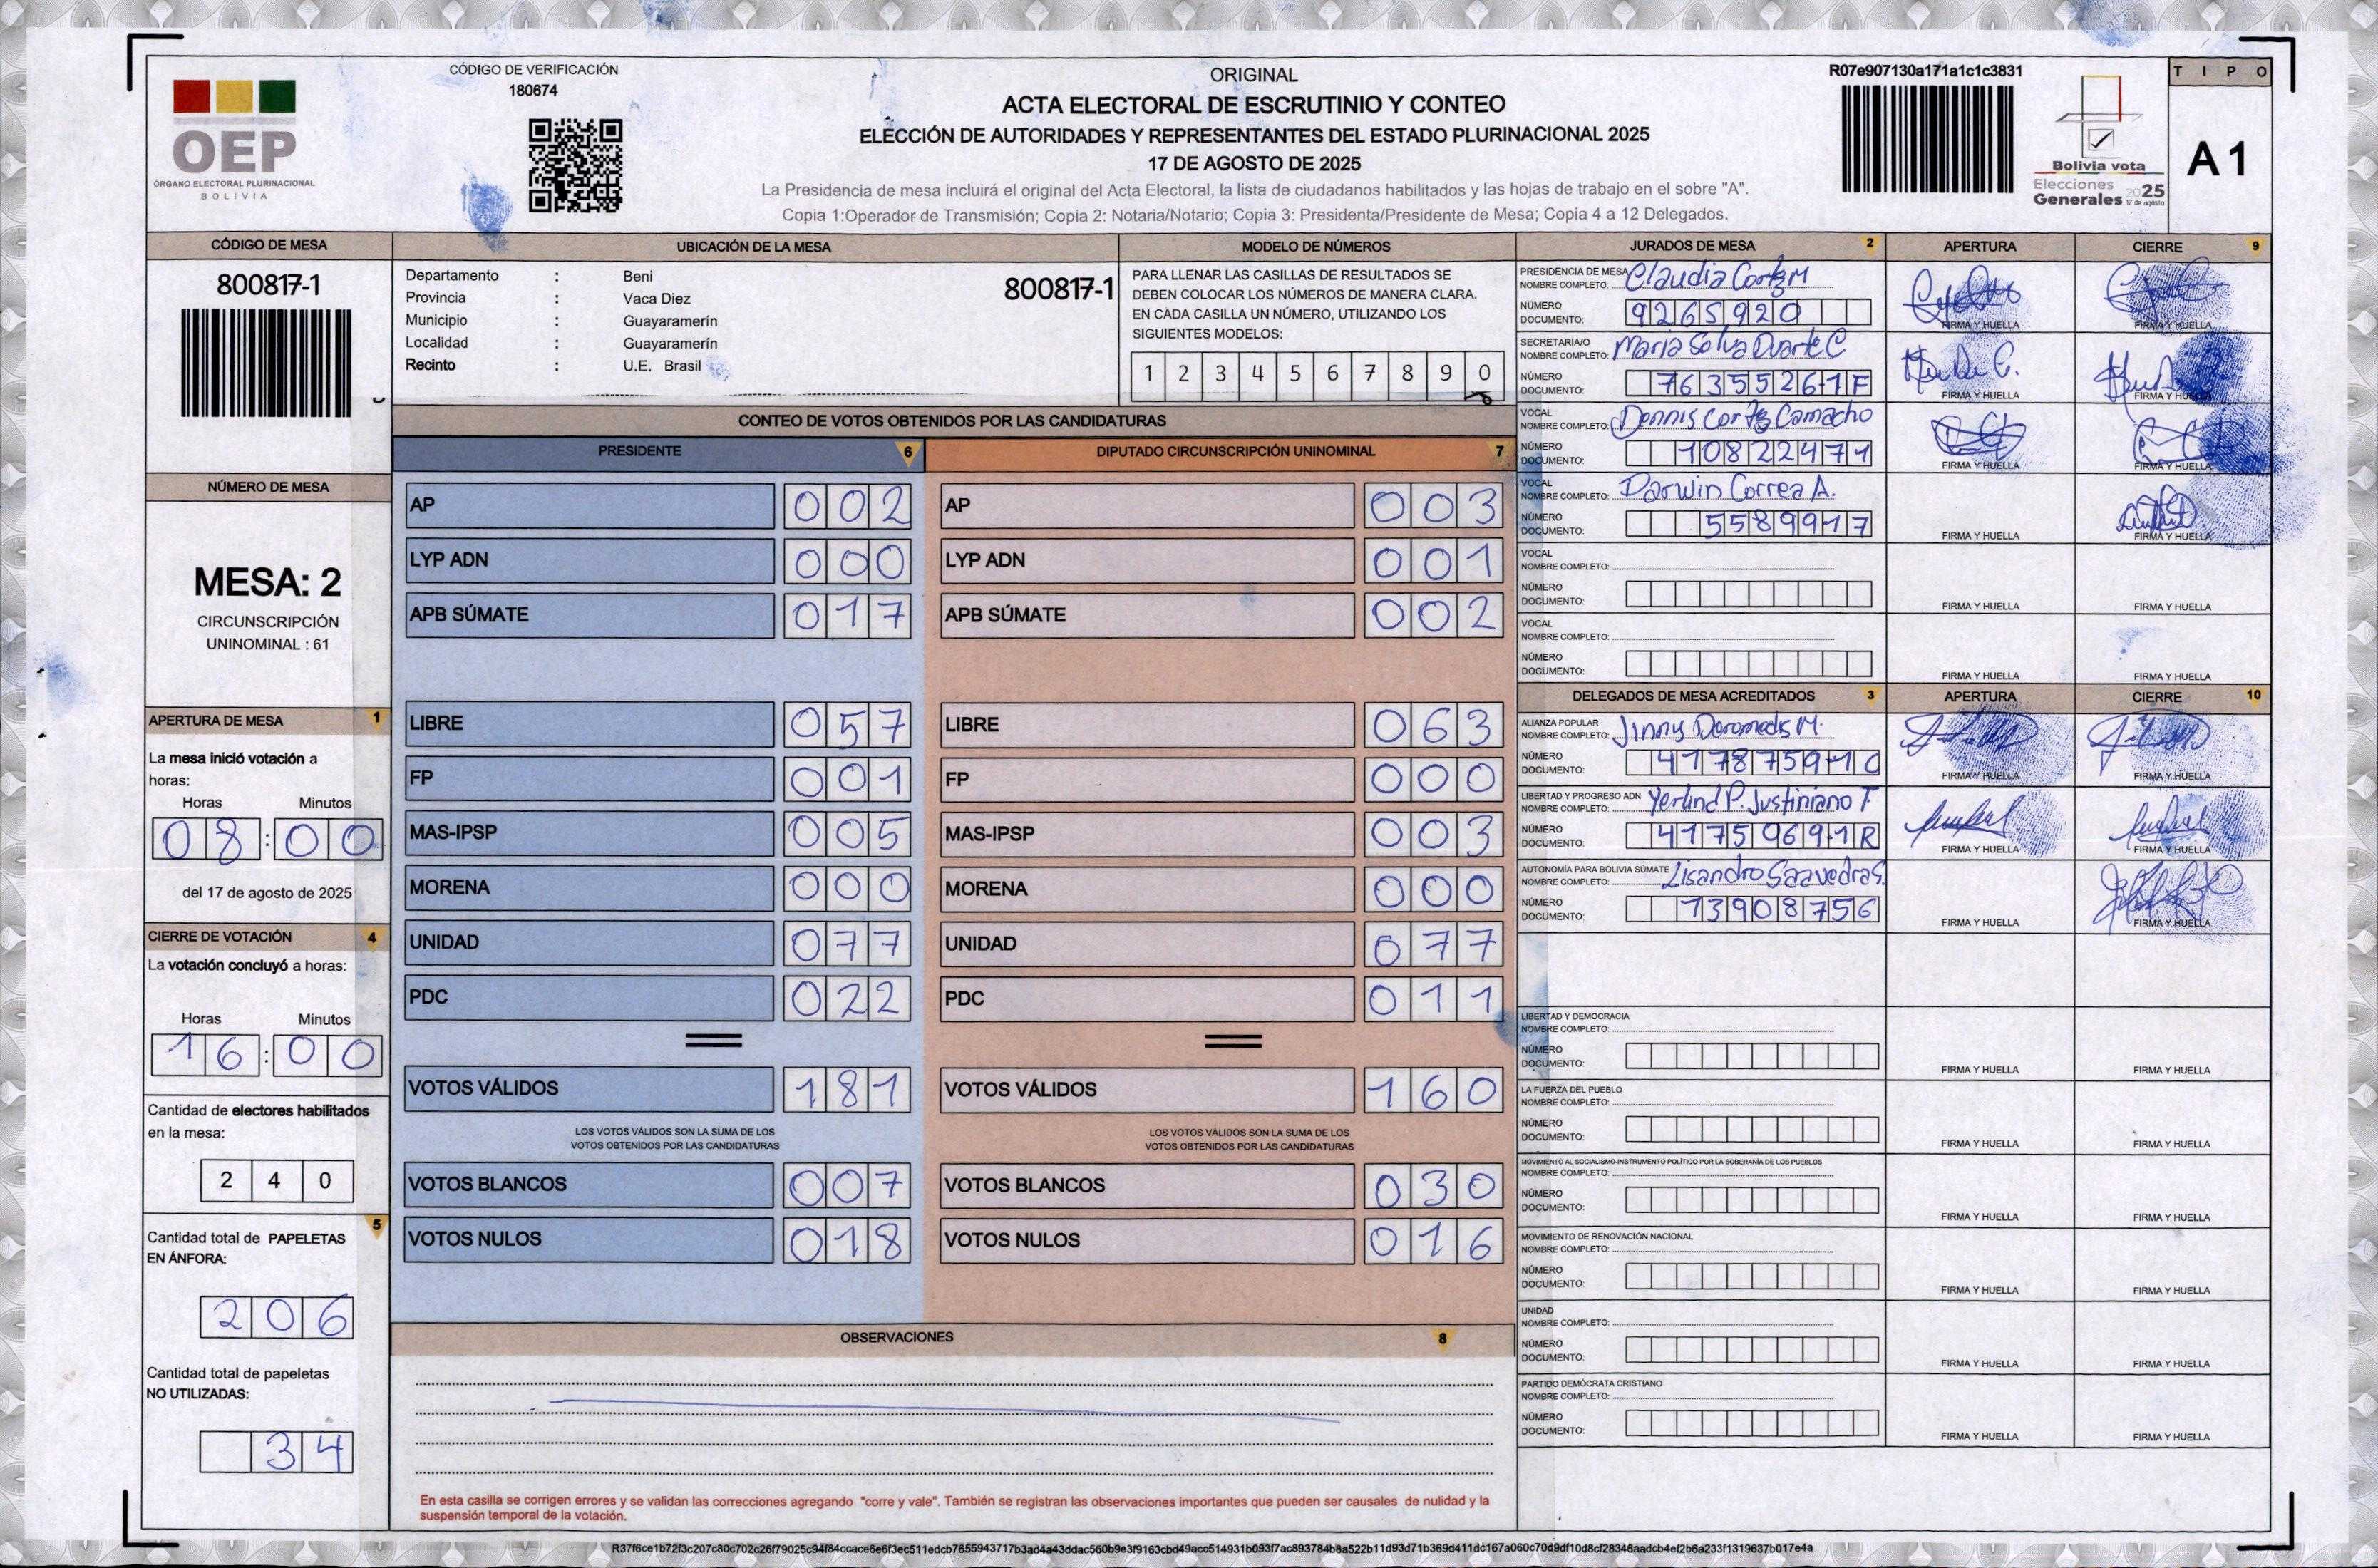 CÓDIGO DE VERIFICACIÓN
180674
OEP
ÓRGANO ELECTORAL PLURINACIONAL
BOLIVIA
ORIGINAL
ACTA ELECTORAL DE ESCRUTINIO Y CONTEO
ELECCIÓN DE AUTORIDADES Y REPRESENTANTES DEL ESTADO PLURINACIONAL 2025
17 DE AGOSTO DE 2025
La Presidencia de mesa incluirá el original del Acta Electoral, la lista de ciudadanos habilitados y las hojas de trabajo en el sobre "A".
Copia 1:Operador de Transmisión; Copia 2: Notaria/Notario; Copia 3: Presidenta/Presidente de Mesa; Copia 4 a 12 Delegados.
R07e907130a171a1c1c3831
Bolivia vota
Elecciones 2025
Generales 17 de agosto
TIPO
A1
CÓDIGO DE MESA
800817-1
NÚMERO DE MESA
MESA: 2
CIRCUNSCRIPCIÓN
UNINOMINAL : 61
APERTURA DE MESA 1
La mesa inició votación a
horas:
Horas Minutos
08:00
del 17 de agosto de 2025
CIERRE DE VOTACIÓN 4
La votación concluyó a horas:
Horas Minutos
16:00
Cantidad de electores habilitados
en la mesa:
240
5
Cantidad total de PAPELETAS
EN ÁNFORA:
206
Cantidad total de papeletas
NO UTILIZADAS:
34
UBICACIÓN DE LA MESA
Departamento : Beni
800817-1
Provincia : Vaca Diez
Municipio : Guayaramerín
Localidad : Guayaramerín
Recinto : U.E. Brasil
MODELO DE NÚMEROS
PARA LLENAR LAS CASILLAS DE RESULTADOS SE
DEBEN COLOCAR LOS NÚMEROS DE MANERA CLARA.
EN CADA CASILLA UN NÚMERO, UTILIZANDO LOS
SIGUIENTES MODELOS:
1 2 3 4 5 6 7 8 9 0
CONTEO DE VOTOS OBTENIDOS POR LAS CANDIDATURAS
PRESIDENTE 6
AP 002
LYP ADN 000
APB SÚMATE 017
LIBRE 057
FP 001
MAS-IPSP 005
MORENA 000
UNIDAD 077
PDC 022
VOTOS VÁLIDOS 181
LOS VOTOS VÁLIDOS SON LA SUMA DE LOS
VOTOS OBTENIDOS POR LAS CANDIDATURAS
VOTOS BLANCOS 007
VOTOS NULOS 018
DIPUTADO CIRCUNSCRIPCIÓN UNINOMINAL 7
AP 003
LYP ADN 001
APB SÚMATE 002
LIBRE 063
FP 000
MAS-IPSP 003
MORENA 000
UNIDAD 077
PDC 011
VOTOS VÁLIDOS 160
LOS VOTOS VÁLIDOS SON LA SUMA DE LOS
VOTOS OBTENIDOS POR LAS CANDIDATURAS
VOTOS BLANCOS 030
VOTOS NULOS 016
OBSERVACIONES 8
En esta casilla se corrigen errores y se validan las correcciones agregando "corre y vale". También se registran las observaciones importantes que pueden ser causales de nulidad y la
suspensión temporal de la votación.
JURADOS DE MESA 2 APERTURA CIERRE 9
PRESIDENCIA DE MESA
NOMBRE COMPLETO: Claudia Cortez M
NÚMERO
DOCUMENTO: 9265920
FIRMA Y HUELLA FIRMA Y HUELLA
SECRETARIA/O
NOMBRE COMPLETO: Maria Duarte C.
NÚMERO
DOCUMENTO: 76355261F
FIRMA Y HUELLA FIRMA Y HUELLA
VOCAL
NOMBRE COMPLETO: Dennis Cortez Camacho
NÚMERO
DOCUMENTO: 10822471
FIRMA Y HUELLA FIRMA Y HUELLA
VOCAL
NOMBRE COMPLETO: Darwin Correa A.
NÚMERO
DOCUMENTO: 5589917
FIRMA Y HUELLA FIRMA Y HUELLA
VOCAL
NOMBRE COMPLETO:
NÚMERO
DOCUMENTO:
FIRMA Y HUELLA FIRMA Y HUELLA
VOCAL
NOMBRE COMPLETO:
NÚMERO
DOCUMENTO:
FIRMA Y HUELLA FIRMA Y HUELLA
DELEGADOS DE MESA ACREDITADOS 3 APERTURA CIERRE 10
ALIANZA POPULAR
NOMBRE COMPLETO: Jinny M.
NÚMERO
DOCUMENTO: 41787591C
FIRMA Y HUELLA FIRMA Y HUELLA
LIBERTAD Y PROGRESO ADN
NOMBRE COMPLETO: Yerlind P. Justiniano F
NÚMERO
DOCUMENTO: 41750691R
FIRMA Y HUELLA FIRMA Y HUELLA
AUTONOMÍA PARA BOLIVIA SÚMATE
NOMBRE COMPLETO: Lisandro Saavedra S.
NÚMERO
DOCUMENTO: 13908756
FIRMA Y HUELLA FIRMA Y HUELLA
LIBERTAD Y DEMOCRACIA
NOMBRE COMPLETO:
NÚMERO
DOCUMENTO:
FIRMA Y HUELLA FIRMA Y HUELLA
LA FUERZA DEL PUEBLO
NOMBRE COMPLETO:
NÚMERO
DOCUMENTO:
FIRMA Y HUELLA FIRMA Y HUELLA
MOVIMIENTO AL SOCIALISMO-INSTRUMENTO POLÍTICO POR LA SOBERANÍA DE LOS PUEBLOS
NOMBRE COMPLETO:
NÚMERO
DOCUMENTO:
FIRMA Y HUELLA FIRMA Y HUELLA
MOVIMIENTO DE RENOVACIÓN NACIONAL
NOMBRE COMPLETO:
NÚMERO
DOCUMENTO:
FIRMA Y HUELLA FIRMA Y HUELLA
UNIDAD
NOMBRE COMPLETO:
NÚMERO
DOCUMENTO:
FIRMA Y HUELLA FIRMA Y HUELLA
PARTIDO DEMÓCRATA CRISTIANO
NOMBRE COMPLETO:
NÚMERO
DOCUMENTO:
FIRMA Y HUELLA FIRMA Y HUELLA